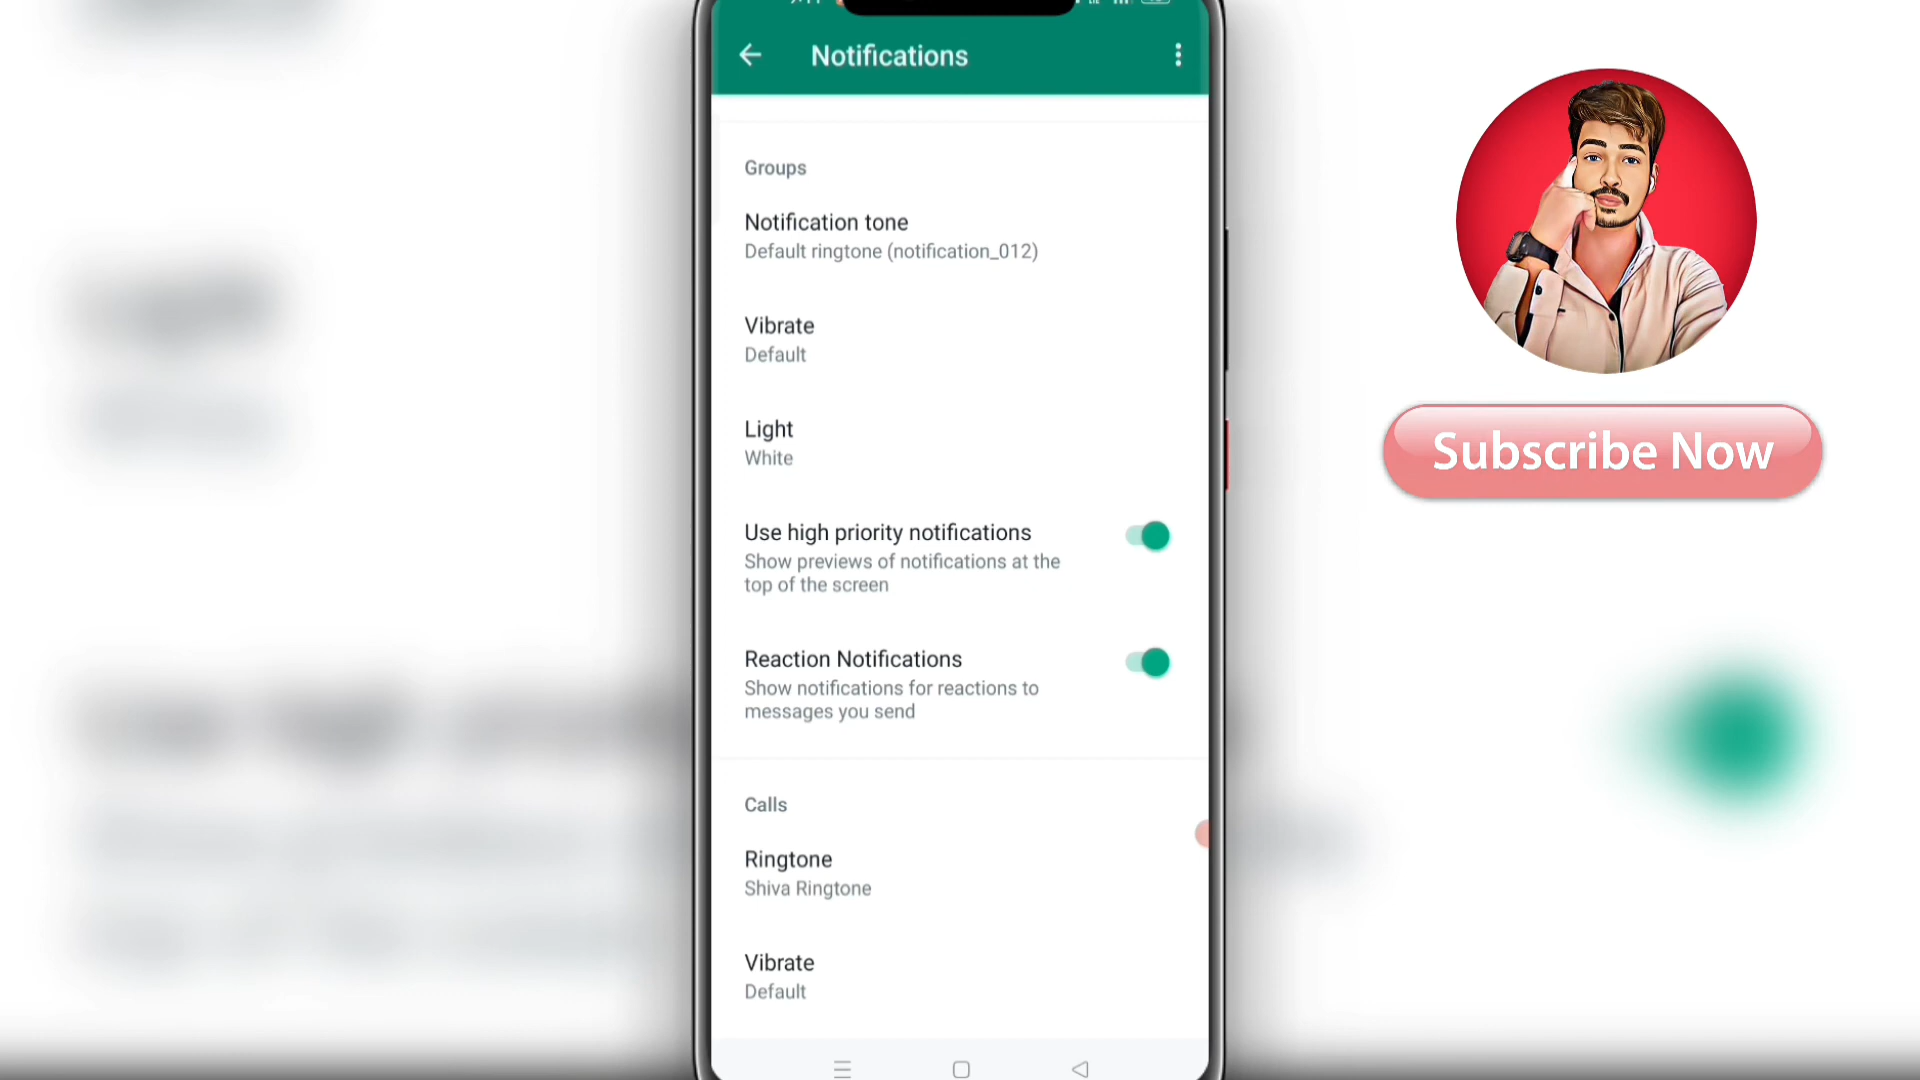 Notifications
Groups
Notification tone
Default ringtone (notification_012)
Vibrate
Default
Light
White
Use high priority notifications
Show previews of notifications at the
top of the screen
Reaction Notifications
Show notifications for reactions to
messages you send
Calls
Ringtone
Shiva Ringtone
Vibrate
Default
Subscribe Now